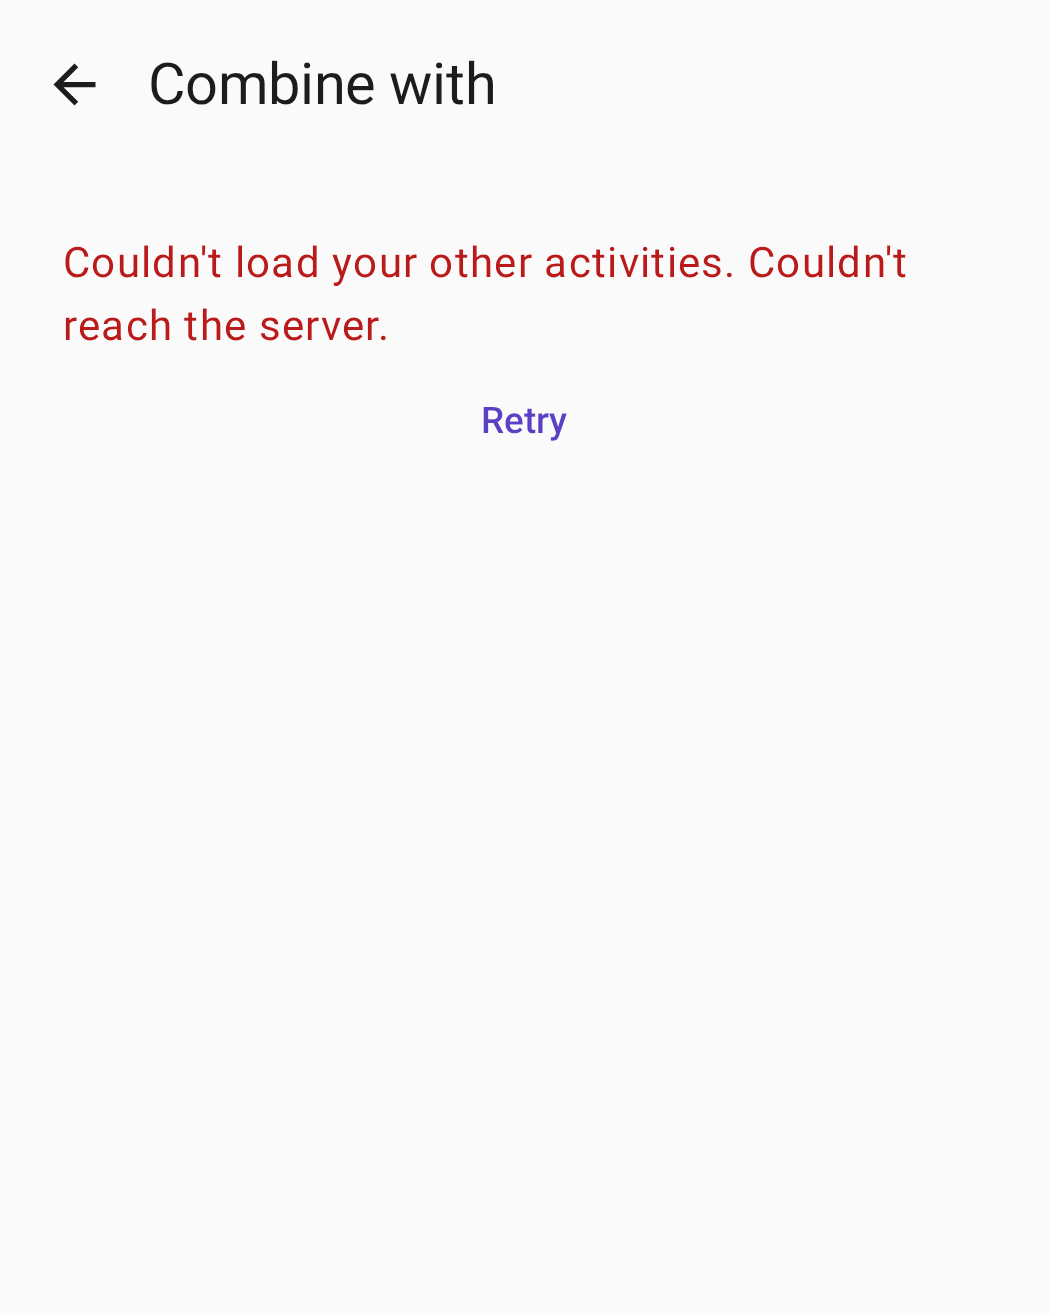 Combine with
Couldn't load your other activities. Couldn't
reach the server.
Retry